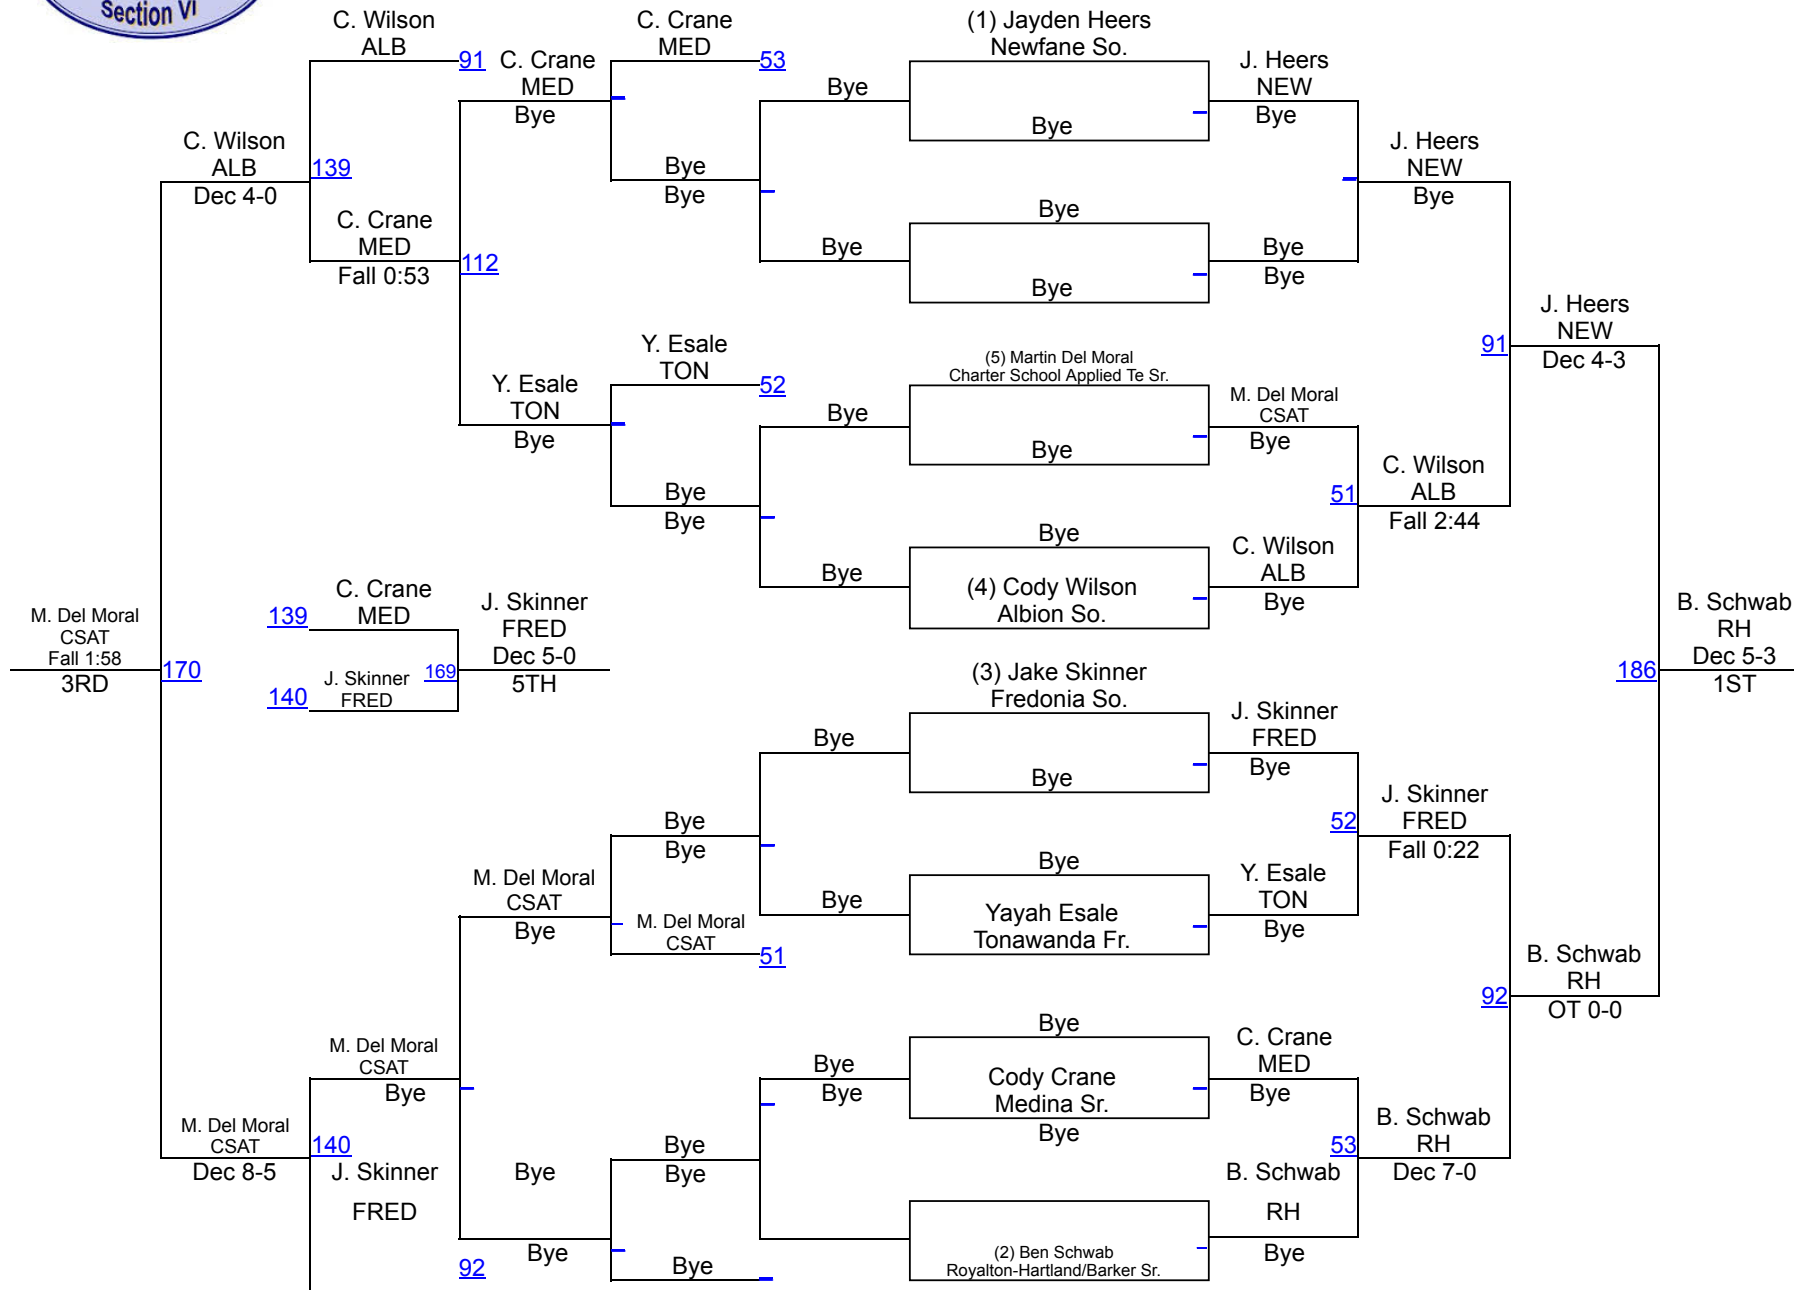 Section VI
C. Wilson
ALB
91
C. Crane
MED
Bye
C. Crane
MED
53
Bye
Bye
C. Wilson
ALB
Dec 4-0
139
C. Crane
MED
Fall 0:53
112
Y. Esale
TON
Bye
Y. Esale
TON
52
Bye
Bye
Bye
Bye
Bye
Bye
(1) Jayden Heers
Newfane So.
Bye
Bye
Bye
(5) Martin Del Moral
Charter School Applied Te Sr.
Bye
Bye
(4) Cody Wilson
Albion So.
J. Heers
NEW
Bye
Bye
Bye
M. Del Moral
CSAT
Bye
C. Wilson
ALB
Bye
J. Heers
NEW
Bye
51
C. Wilson
ALB
Fall 2:44
91
J. Heers
NEW
Dec 4-3
M. Del Moral
CSAT
Fall 1:58
3RD
170
139
C. Crane
MED
140
J. Skinner
FRED
169
J. Skinner
FRED
Dec 5-0
5TH
186
B. Schwab
RH
Dec 5-3
1ST
(3) Jake Skinner
Fredonia So.
Bye
Bye
Yayah Esale
Tonawanda Fr.
Bye
Cody Crane
Medina Sr.
Bye
(2) Ben Schwab
Royalton-Hartland/Barker Sr.
J. Skinner
FRED
Bye
Y. Esale
TON
Bye
C. Crane
MED
Bye
B. Schwab
RH
Bye
52
J. Skinner
FRED
Fall 0:22
53
B. Schwab
RH
Dec 7-0
92
B. Schwab
RH
OT 0-0
Bye
Bye
Bye
Bye
Bye
Bye
M. Del Moral
CSAT
Bye
M. Del Moral
CSAT
51
M. Del Moral
CSAT
Bye
M. Del Moral
CSAT
Dec 8-5
140
J. Skinner
FRED
92
Bye
Bye
Bye
Bye
Bye